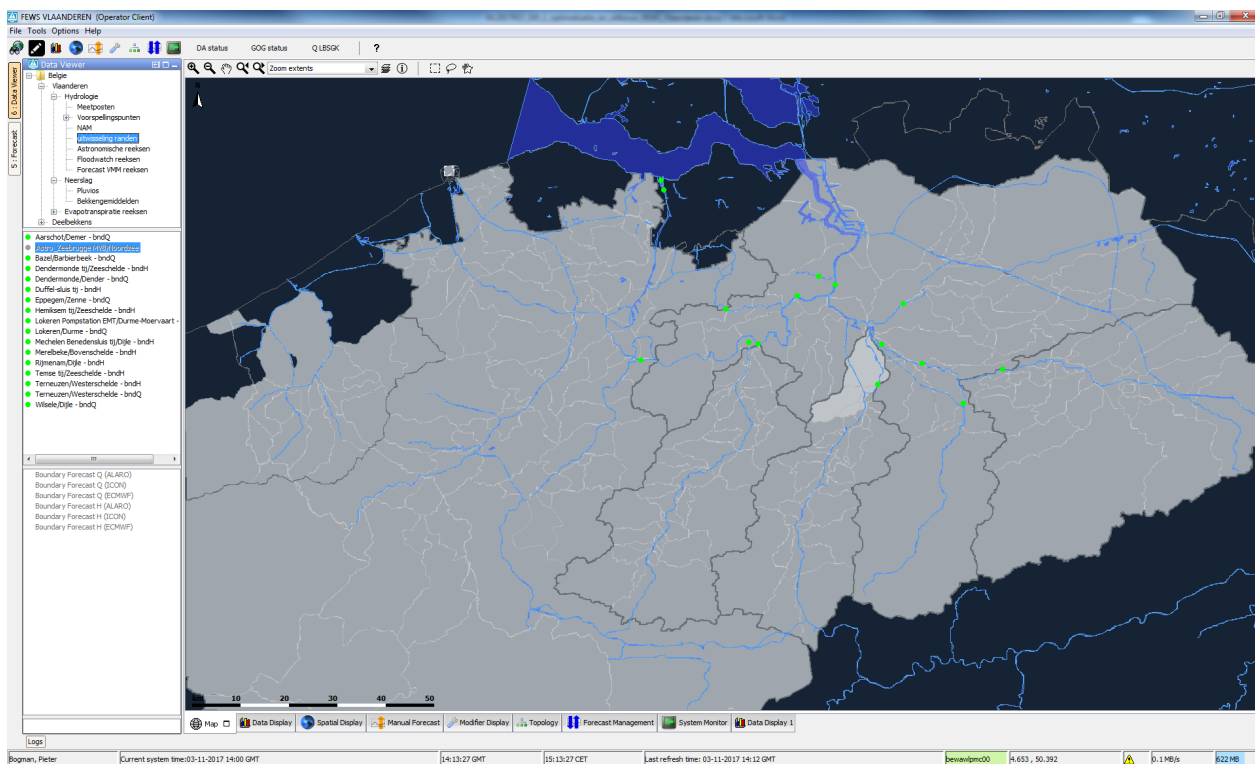 FEWS VLAANDEREN (Operator Client)
File Tools Options Help
DA status GOG status Q LBSGK ?
6 : Data Viewer
5 : Forecast
Data Viewer
Zoom extents
Belgie
Vlaanderen
Hydrologie
Meetposten
Voorspellingspunten
NAM
uitwisseling randen
Astronomische reeksen
Floodwatch reeksen
Forecast VMM reeksen
Neerslag
Pluvios
Bekkengemiddelden
Evapotranspiratie reeksen
Deelbekkens
Aarschot/Demer - bndQ
Astro_Zeebrugge MVB/Noordzee
Bazel/Barbierbeek - bndQ
Dendermonde tij/Zeeschelde - bndH
Dendermonde/Dender - bndQ
Duffel-sluis tij - bndH
Eppegem/Zenne - bndQ
Hemiksem tij/Zeeschelde - bndH
Lokeren Pompstation EMT/Durme-Moervaart -
Lokeren/Durme - bndQ
Mechelen Benedensluis tij/Dijle - bndH
Merelbeke/Bovenschelde - bndH
Rijmenam/Dijle - bndH
Temse tij/Zeeschelde - bndH
Terneuzen/Westerschelde - bndH
Terneuzen/Westerschelde - bndQ
Wilsele/Dijle - bndQ
Boundary Forecast Q (ALARO)
Boundary Forecast Q (ICON)
Boundary Forecast Q (ECMWF)
Boundary Forecast H (ALARO)
Boundary Forecast H (ICON)
Boundary Forecast H (ECMWF)
km 10 20 30 40 50
Map Data Display Spatial Display Manual Forecast Modifier Display Topology Forecast Management System Monitor Data Display 1
Logs
Bogman, Pieter Current system time:03-11-2017 14:00 GMT 14:13:27 GMT 15:13:27 CET Last refresh time: 03-11-2017 14:12 GMT bewawlpmc00 4.653 , 50.392 0.1MB/s 622 MB